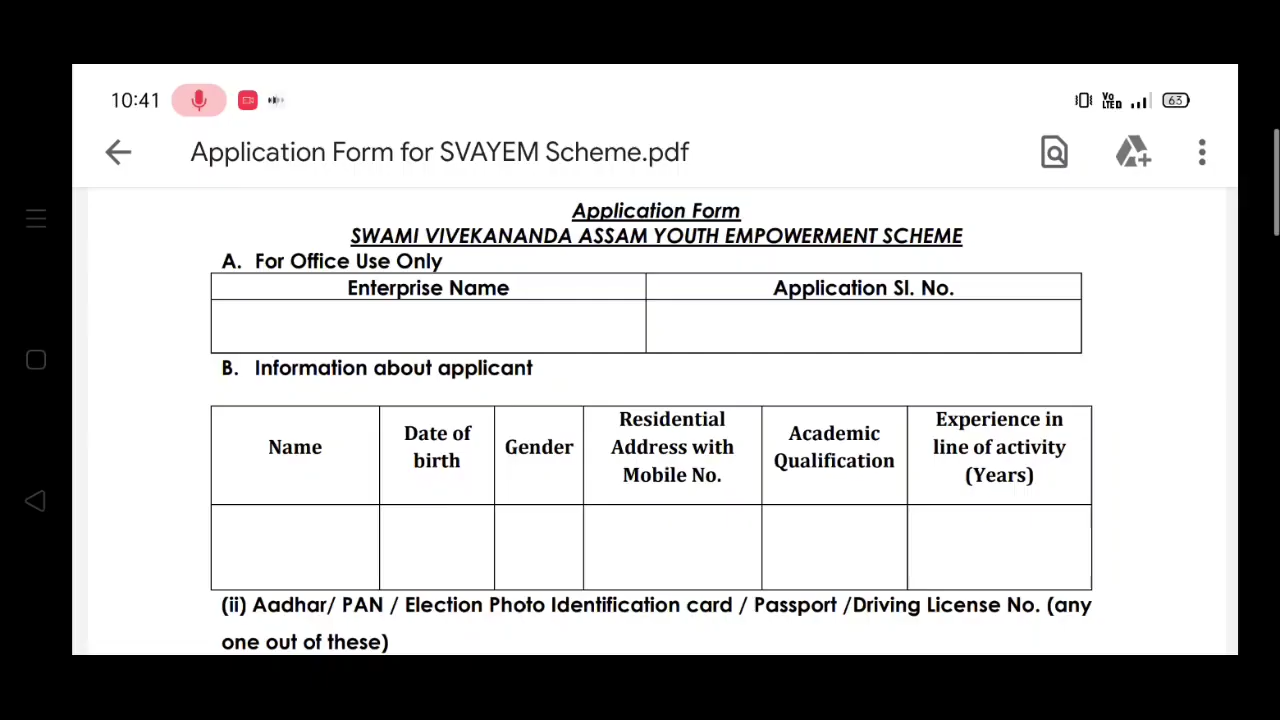 10:41
Vo
LTED
63
Application Form for SVAYEM Scheme.pdf
Application Form
SWAMI VIVEKANANDA ASSAM YOUTH EMPOWERMENT SCHEME
A. For Office Use Only
Enterprise Name
Application Sl. No.
B. Information about applicant
Name
Date of
birth
Gender
Residential
Address with
Mobile No.
Academic
Qualification
Experience in
line of activity
(Years)
(ii) Aadhar/ PAN / Election Photo Identification card / Passport /Driving License No. (any
one out of these)